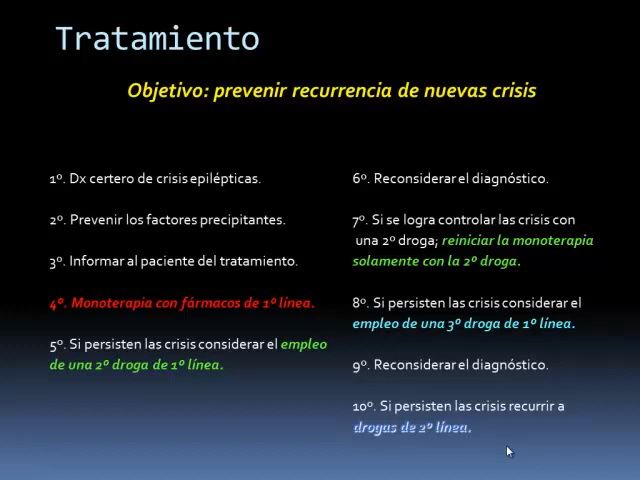 Tratamiento
Objetivo: prevenir recurrencia de nuevas crisis
1º. Dx certero de crisis epilépticas.
2º. Prevenir los factores precipitantes.
3º. Informar al paciente del tratamiento.
4º. Monoterapia con fármacos de 1º línea.
5º. Si persisten las crisis considerar el empleo
de una 2º droga de 1º línea.
6º. Reconsiderar el diagnóstico.
7º. Si se logra controlar las crisis con
una 2º droga; reiniciar la monoterapia
solamente con la 2º droga.
8º. Si persisten las crisis considerar el
empleo de una 3º droga de 1º línea.
9º. Reconsiderar el diagnóstico.
10º. Si persisten las crisis recurrir a
drogas de 2º línea.